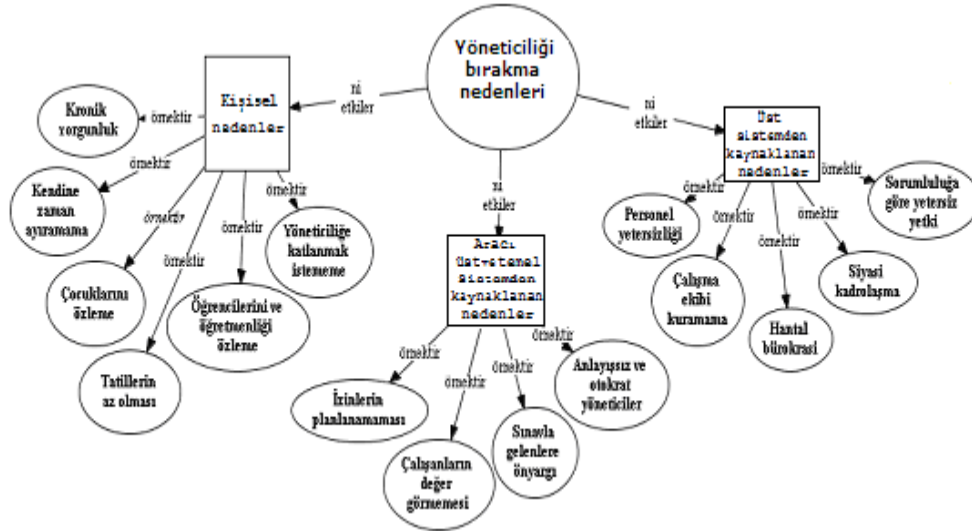 Yöneticiliği
bırakma
nedenleri
ni
etkiler
ni
etkiler
ni
etkiler
Kişisel
nedenler
örnektir
Kronik
yorgunluk
örnektir
Kendine
zaman
ayıramama
örnektir
Çocuklarını
özleme
örnektir
Tatillerin
az olması
örnektir
Öğrencilerini ve
öğretmenliği
özleme
örnektir
Yöneticiliğe
katlanmak
istememe
Aracı
üst-temel
Sistemden
kaynaklanan
nedenler
örnektir
İzinlerin
planlanamaması
örnektir
Çalışanların
değer
görmemesi
örnektir
Sınavla
gelenlere
önyargı
örnektir
Anlayışsız ve
otokrat
yöneticiler
Üst
sistemden
kaynaklanan
nedenler
örnektir
Personel
yetersizliği
örnektir
Çalışma
ekibi
kuramama
örnektir
Hantal
bürokrasi
örnektir
Siyasi
kadrolaşma
örnektir
Sorumluluğa
göre yetersiz
yetki